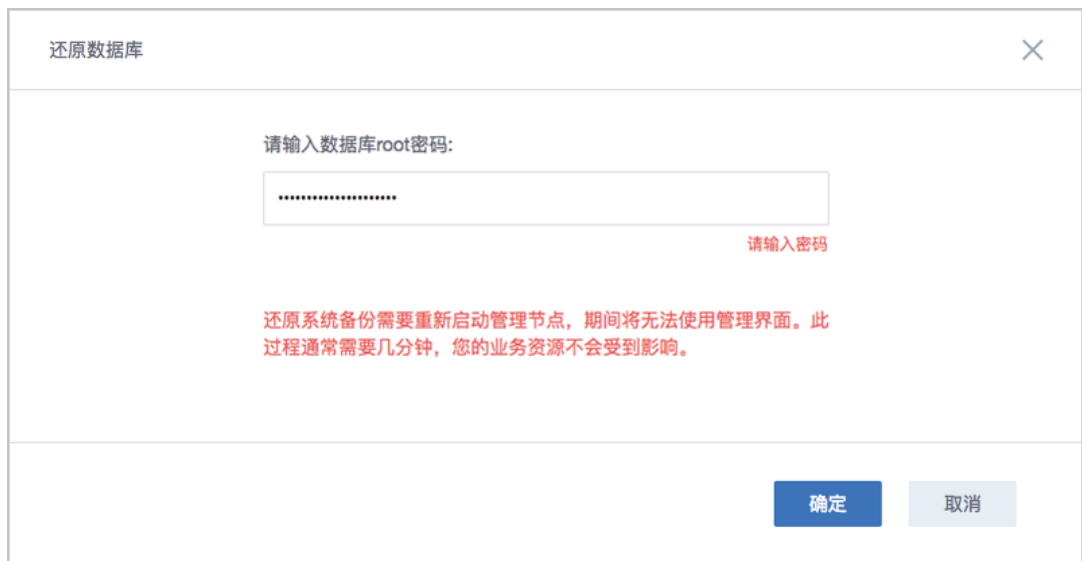 还原数据库
请输入数据库root密码:
•••••••••••••••••••••
请输入密码
还原系统备份需要重新启动管理节点，期间将无法使用管理界面。此
过程通常需要几分钟，您的业务资源不会受到影响。
确定
取消